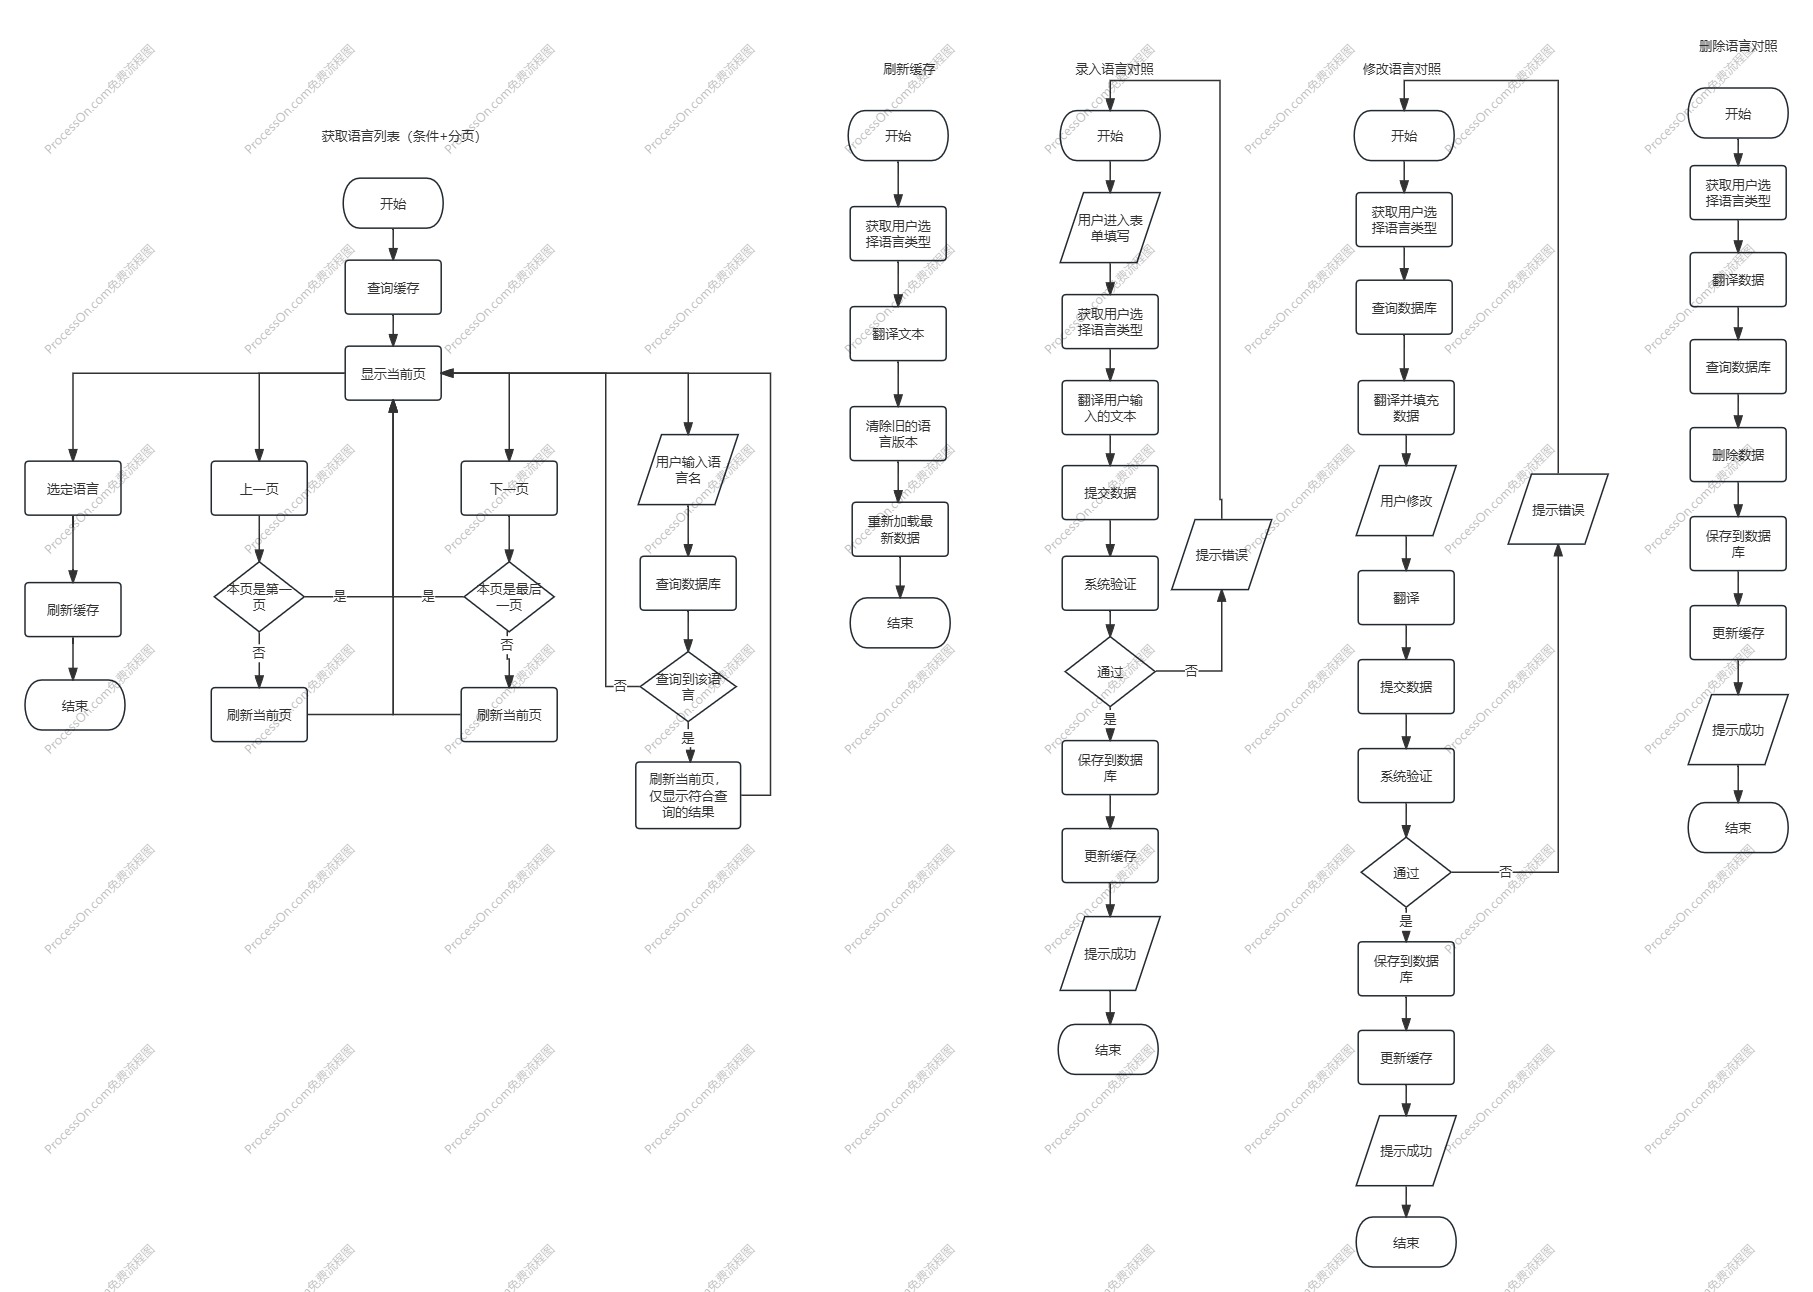 获取语言列表（条件+分页）
开始
查询缓存
显示当前页
选定语言
刷新缓存
结束
上一页
本页是第一
页
是
否
刷新当前页
下一页
本页是最后
一页
是
否
刷新当前页
用户输入语
言名
查询数据库
查询到该语
言
否
是
刷新当前页，
仅显示符合查
询的结果
刷新缓存
开始
获取用户选
择语言类型
翻译文本
清除旧的语
言版本
重新加载最
新数据
结束
录入语言对照
开始
用户进入表
单填写
获取用户选
择语言类型
翻译用户输
入的文本
提交数据
系统验证
通过
否
提示错误
是
保存到数据
库
更新缓存
提示成功
结束
修改语言对照
开始
获取用户选
择语言类型
查询数据库
翻译并填充
数据
用户修改
翻译
提交数据
系统验证
通过
否
提示错误
是
保存到数据
库
更新缓存
提示成功
结束
删除语言对照
开始
获取用户选
择语言类型
翻译数据
查询数据库
删除数据
保存到数据
库
更新缓存
提示成功
结束
ProcessOn.com免费流程图